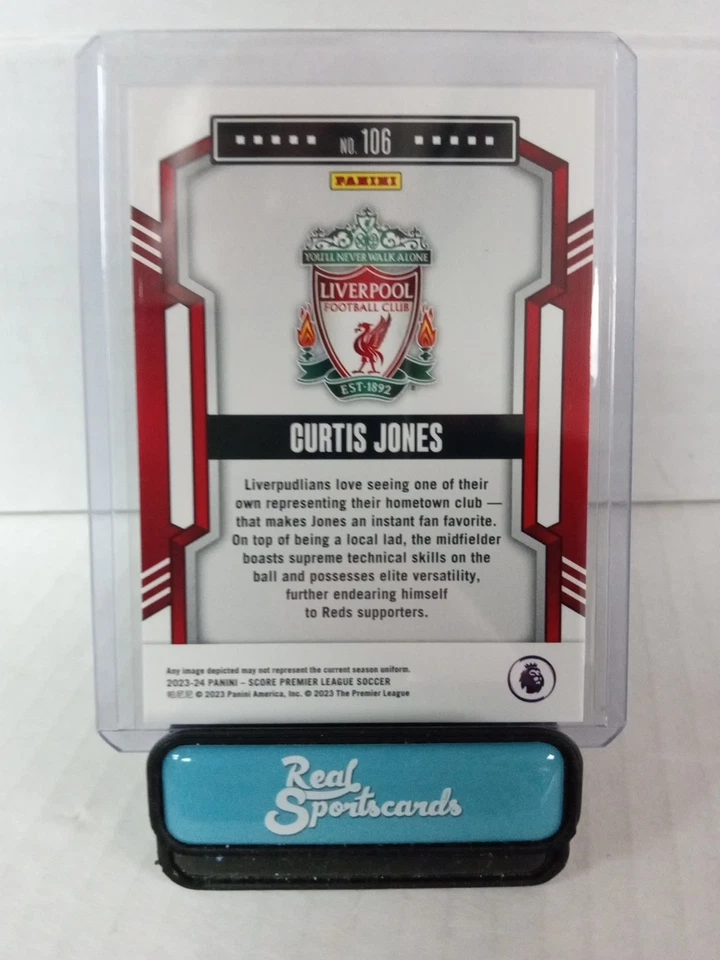 NO. 106
PANINI
YOU'LL NEVER WALK ALONE
LIVERPOOL
FOOTBALL CLUB
EST·1892
CURTIS JONES
Liverpudlians love seeing one of their
own representing their hometown club —
that makes Jones an instant fan favorite.
On top of being a local lad, the midfielder
boasts supreme technical skills on the
ball and possesses elite versatility,
further endearing himself
to Reds supporters.
Any image depicted may not represent the current season uniform.
2023-24 PANINI – SCORE PREMIER LEAGUE SOCCER
帕尼尼 © 2023 Panini America, Inc. © 2023 The Premier League
Real
Sportscards